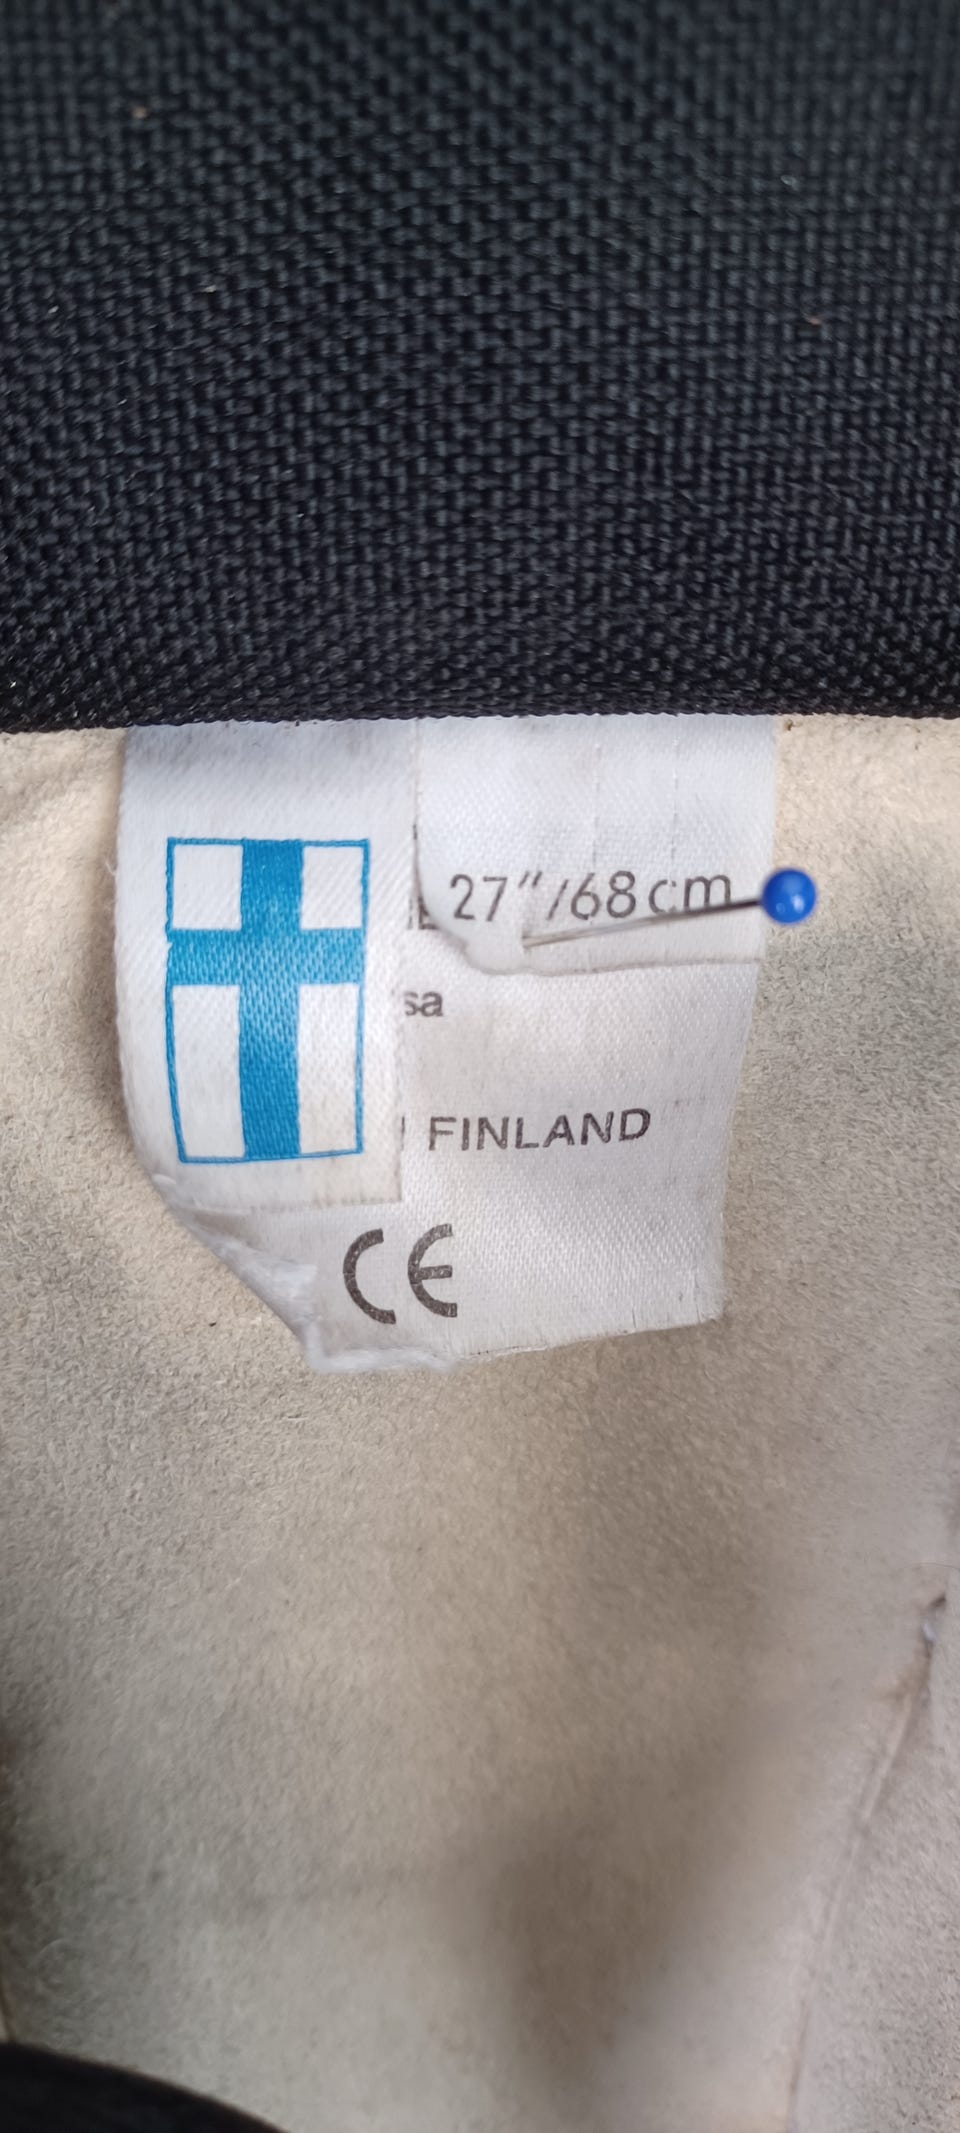 27"/68cm
sa
FINLAND
CE